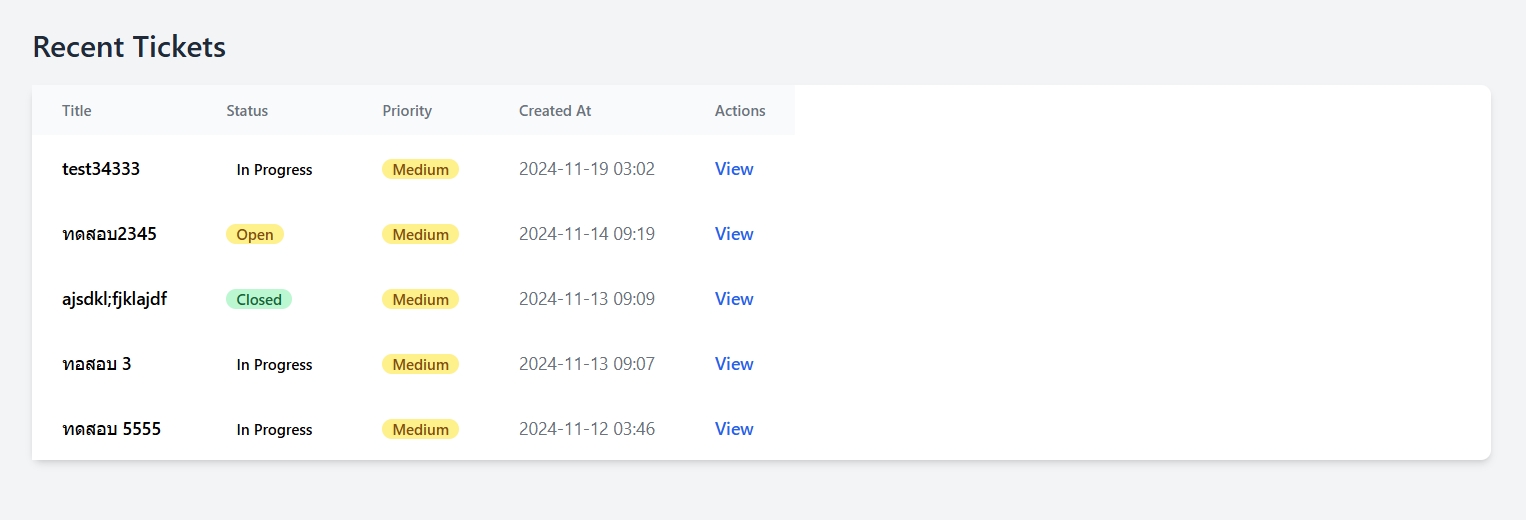 Recent Tickets
Title Status Priority Created At Actions
test34333 In Progress Medium 2024-11-19 03:02 View
ทดสอบ2345 Open Medium 2024-11-14 09:19 View
ajsdkl;fjklajdf Closed Medium 2024-11-13 09:09 View
ทอสอบ 3 In Progress Medium 2024-11-13 09:07 View
ทดสอบ 5555 In Progress Medium 2024-11-12 03:46 View